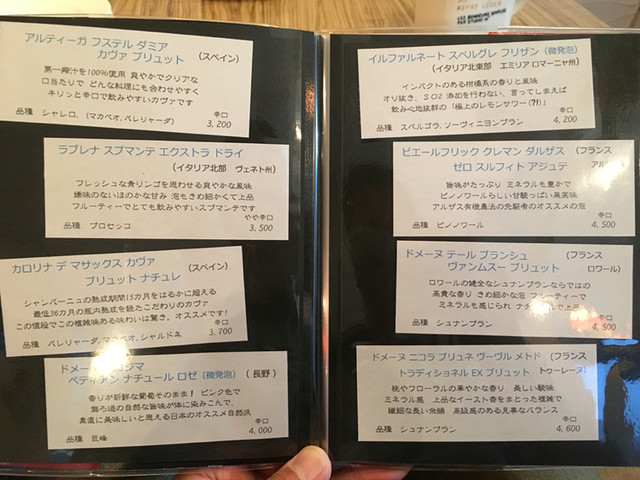 アルティーガ フステル ダミア
カヴァ ブリュット (スペイン)
第一搾汁を100%使用 爽やかでクリアな
口当たりで どんな料理にも合わせやすく
キリッと辛口で飲みやすいカヴァです
辛口
品種 シャレロ, (マカベオ, パレリャーダ) 3,200
ラブレナ スプマンテ エクストラ ドライ
(イタリア北部 ヴェネト州)
フレッシュな青リンゴを思わせる爽やかな風味
嫌味のないほのかな甘み 泡もきめ細かくて上品
フルーティーでとても飲みやすいスプマンテです
やや辛口
品種 プロセッコ 3,500
カロリナ デ マサックス カヴァ (スペイン)
ブリュット ナチュレ
シャンパーニュの熟成期間15カ月をはるかに超える
最低36カ月の瓶内熟成を続けたこだわりのカヴァ
この値段でこの複雑味ある味わいは驚き。オススメです!
辛口
品種 パレリャーダ, マカベオ, シャルドネ 3,700
ドメーヌ
ペティアン ナチュール ロゼ (微発泡) (長野)
香りが新鮮な葡萄そのまま! ピンク色で
濁ろ過の自然な旨味が体に染みこんで、
素直に美味しいと思える日本のオススメ自然派
辛口
品種 巨峰 4,000
REPAT LEVER
イルファルネート スペルグレ フリザン (微発泡)
(イタリア北東部 エミリア ロマーニャ州)
インパクトのある柑橘系の香りと風味
オリ抜き、SO2 添加を行わない、言ってしまえば
飲み心地抜群の「極上のレモンサワー(?!)」
辛口
品種 スペルゴラ, ソーヴィニヨンブラン 4,200
ピエールフリック クレマン ダルザス (フランス
ゼロ スルフィト アジュテ アル
旨味がたっぷり ミネラルも豊かで
ピノノワールらしい甘酸っぱい果実味
アルザス有機農法の先駆者のオススメの泡
辛口
品種 ピノノワール 4,500
ドメーヌ テール ブランシュ (フランス
ヴァンムスー ブリュット ロワール)
ロワールの健全なシュナンブランならではの
高貴な香り きめ細かな泡 フルーティーで
ミネラルも感じられ ナチュラルで上品
辛口
品種 シュナンブラン 4,500
ドメーヌ ニコラ ブリュネ ヴーヴル メトド (フランス
トラディショネル EX ブリュット トゥーレーヌ)
桃やフローラルの華やかな香り 美しい酸味
ミネラル感 上品なイースト香をまとった複雑で
繊細な長い余韻 高級感のある見事なバランス
辛口
品種 シュナンブラン 4,600